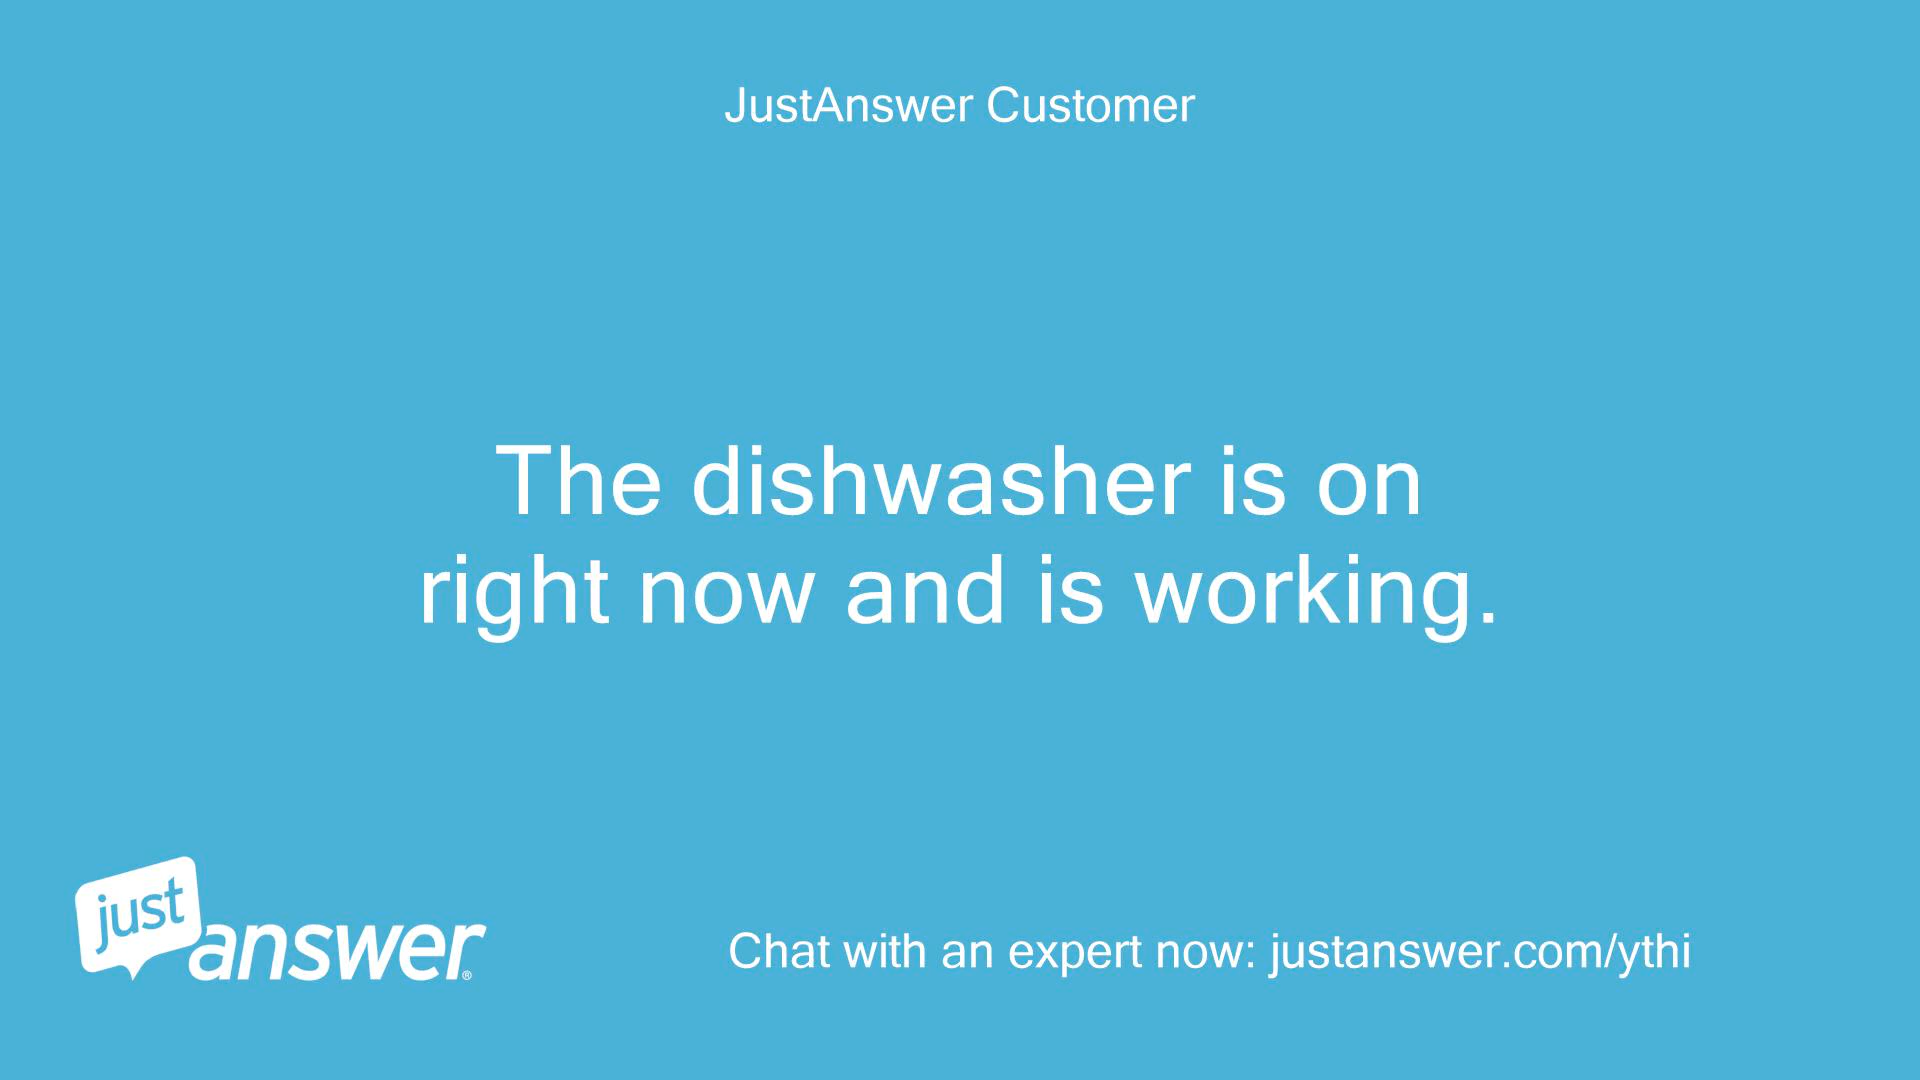 JustAnswer Customer
The dishwasher is on
right now and is working.
just
answer®
Chat with an expert now: justanswer.com/ythi